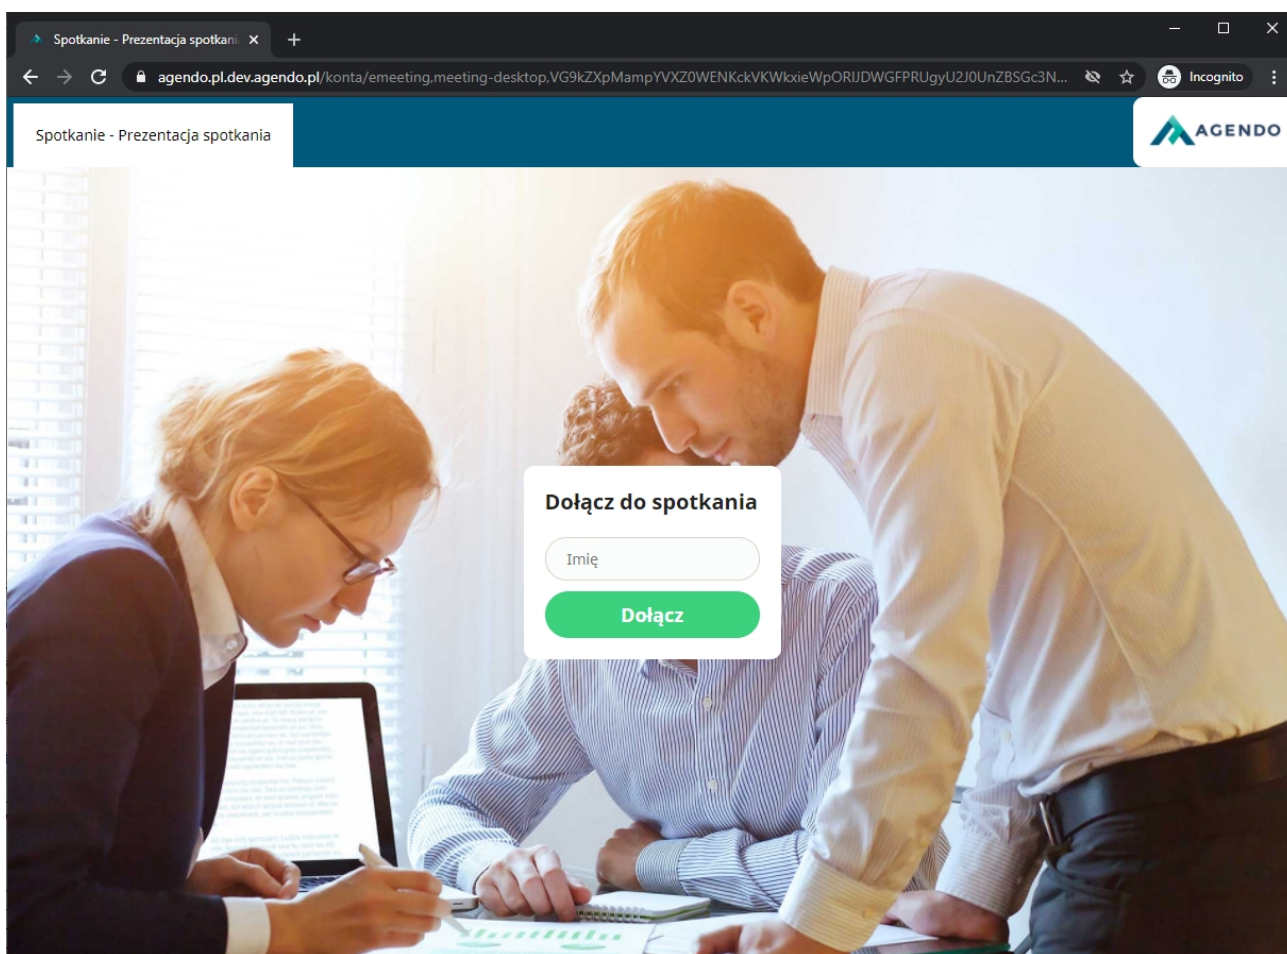 Spotkanie - Prezentacja spotkani
agendo.pl.dev.agendo.pl/konta/emeeting,meeting-desktop,VG9kZXpMampYVXZ0WENKckVKWkxieWpORlJDWGFPRUgyU2J0UnZBSGc3N...
Incognito
Spotkanie - Prezentacja spotkania
AGENDO
Dołącz do spotkania
Imię
Dołącz